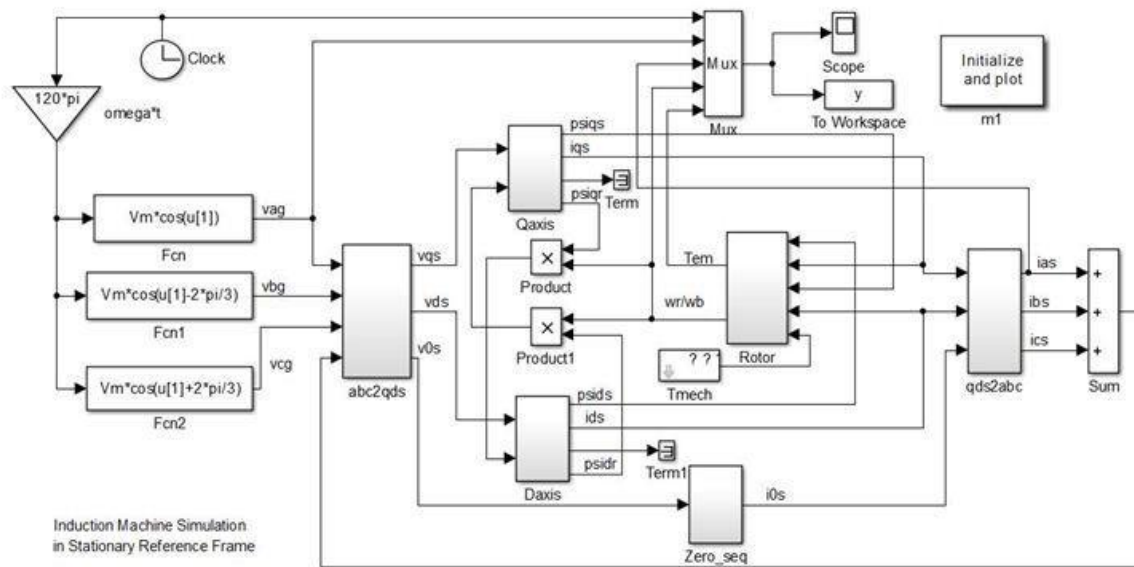 Clock
120*pi
omega*t
Mux
Mux
Scope
y
To Workspace
Initialize
and plot
m1
psiqs
iqs
psiqr
Term
Qaxis
Vm*cos(u[1])
vag
Fcn
Vm*cos(u[1]-2*pi/3)
vbg
Fcn1
Vm*cos(u[1]+2*pi/3)
vcg
Fcn2
vqs
vds
v0s
abc2qds
×
Product
×
Product1
Tem
wr/wb
Rotor
? ? 1
Tmech
psids
ids
psidr
Term1
Daxis
i0s
Zero_seq
qds2abc
ias
ibs
ics
+
+
+
Sum
Induction Machine Simulation
in Stationary Reference Frame